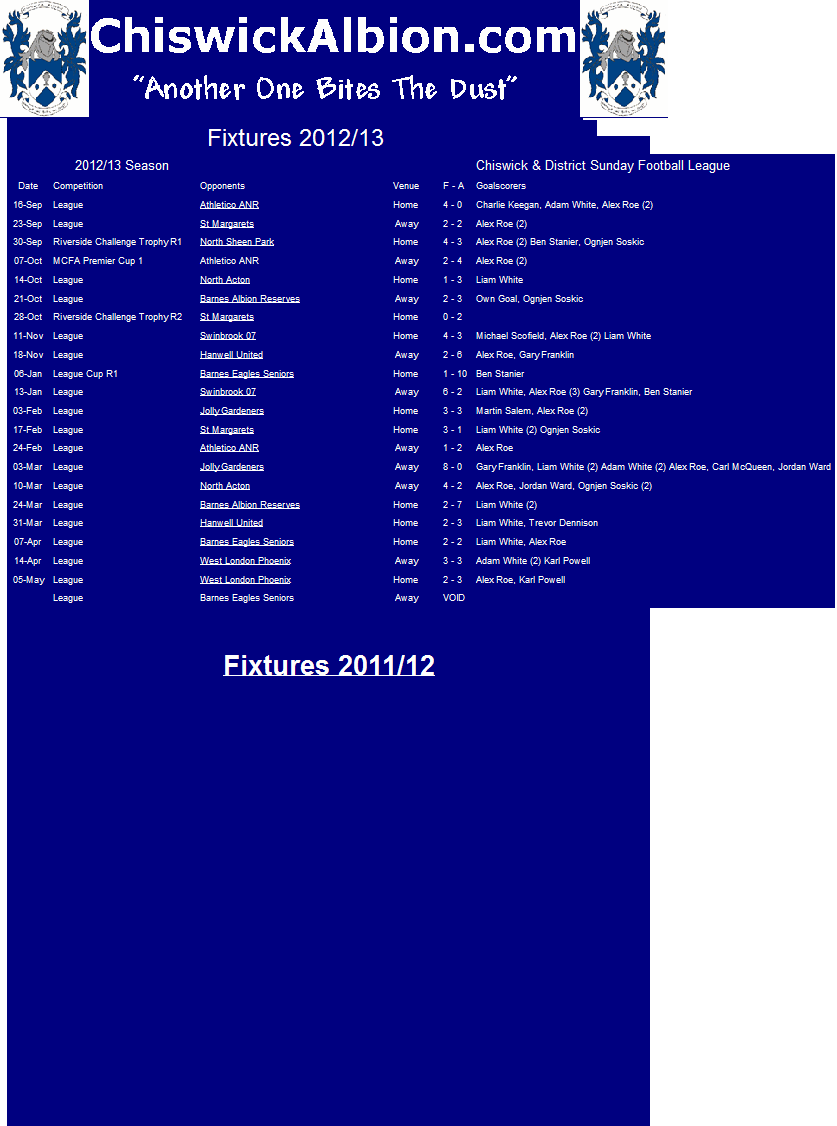 ChiswickAlbion.com
"Another One Bites The Dust"
Fixtures 2012/13
2012/13 Season Chiswick & District Sunday Football League
Date Competition Opponents Venue F - A Goalscorers
16-Sep League Athletico ANR Home 4 - 0 Charlie Keegan, Adam White, Alex Roe (2)
23-Sep League St Margarets Away 2 - 2 Alex Roe (2)
30-Sep Riverside Challenge Trophy R1 North Sheen Park Home 4 - 3 Alex Roe (2) Ben Stanier, Ognjen Soskic
07-Oct MCFA Premier Cup 1 Athletico ANR Away 2 - 4 Alex Roe (2)
14-Oct League North Acton Home 1 - 3 Liam White
21-Oct League Barnes Albion Reserves Away 2 - 3 Own Goal, Ognjen Soskic
28-Oct Riverside Challenge Trophy R2 St Margarets Home 0 - 2
11-Nov League Swinbrook 07 Home 4 - 3 Michael Scofield, Alex Roe (2) Liam White
18-Nov League Hanwell United Away 2 - 6 Alex Roe, Gary Franklin
06-Jan League Cup R1 Barnes Eagles Seniors Home 1 - 10 Ben Stanier
13-Jan League Swinbrook 07 Away 6 - 2 Liam White, Alex Roe (3) Gary Franklin, Ben Stanier
03-Feb League Jolly Gardeners Home 3 - 3 Martin Salem, Alex Roe (2)
17-Feb League St Margarets Home 3 - 1 Liam White (2) Ognjen Soskic
24-Feb League Athletico ANR Away 1 - 2 Alex Roe
03-Mar League Jolly Gardeners Away 8 - 0 Gary Franklin, Liam White (2) Adam White (2) Alex Roe, Carl McQueen, Jordan Ward
10-Mar League North Acton Away 4 - 2 Alex Roe, Jordan Ward, Ognjen Soskic (2)
24-Mar League Barnes Albion Reserves Home 2 - 7 Liam White (2)
31-Mar League Hanwell United Home 2 - 3 Liam White, Trevor Dennison
07-Apr League Barnes Eagles Seniors Home 2 - 2 Liam White, Alex Roe
14-Apr League West London Phoenix Away 3 - 3 Adam White (2) Karl Powell
05-May League West London Phoenix Home 2 - 3 Alex Roe, Karl Powell
League Barnes Eagles Seniors Away VOID
Fixtures 2011/12